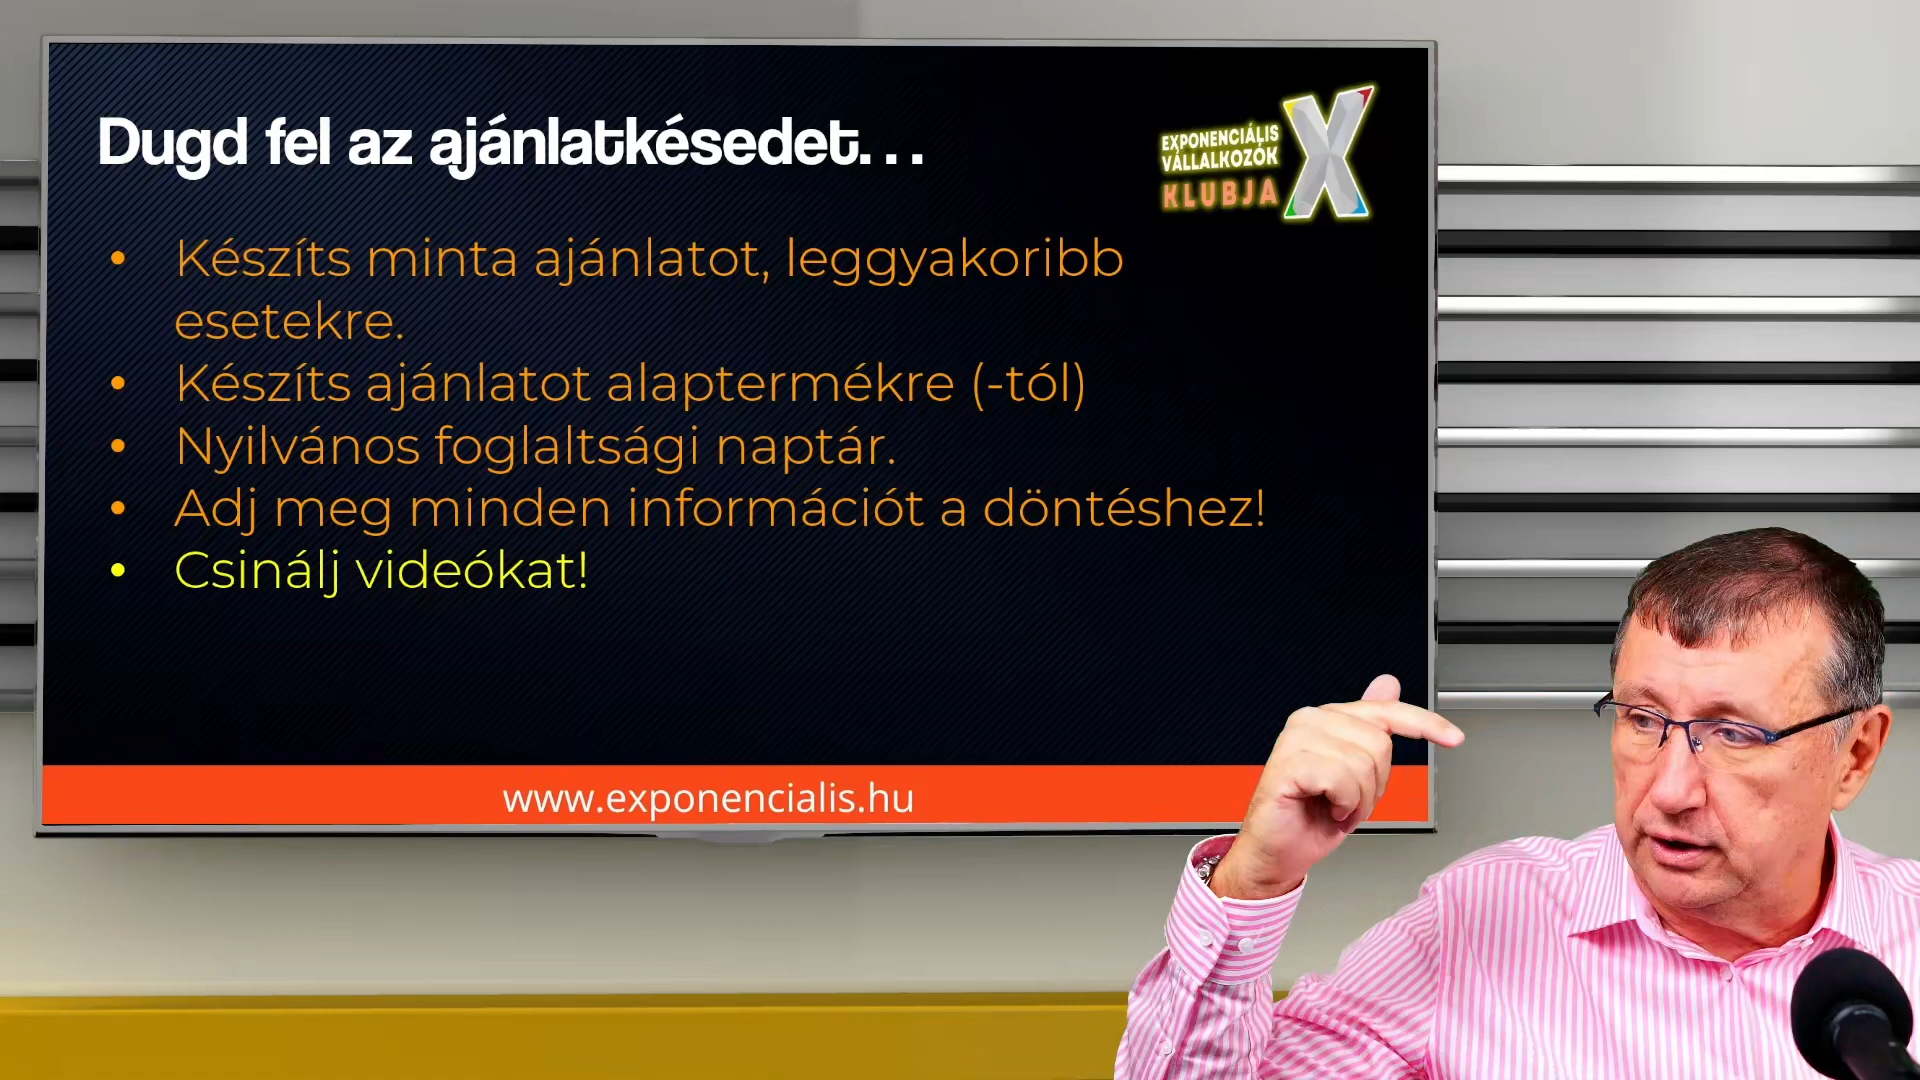 Dugd fel az ajánlatkésedet...
EXPONENCIÁLIS
VÁLLALKOZÓK
KLUBJA
X
• Készíts minta ajánlatot, leggyakoribb
esetekre.
• Készíts ajánlatot alaptermékre (-tól)
• Nyilvános foglaltsági naptár.
• Adj meg minden információt a döntéshez!
• Csinálj videókat!
www.exponencialis.hu